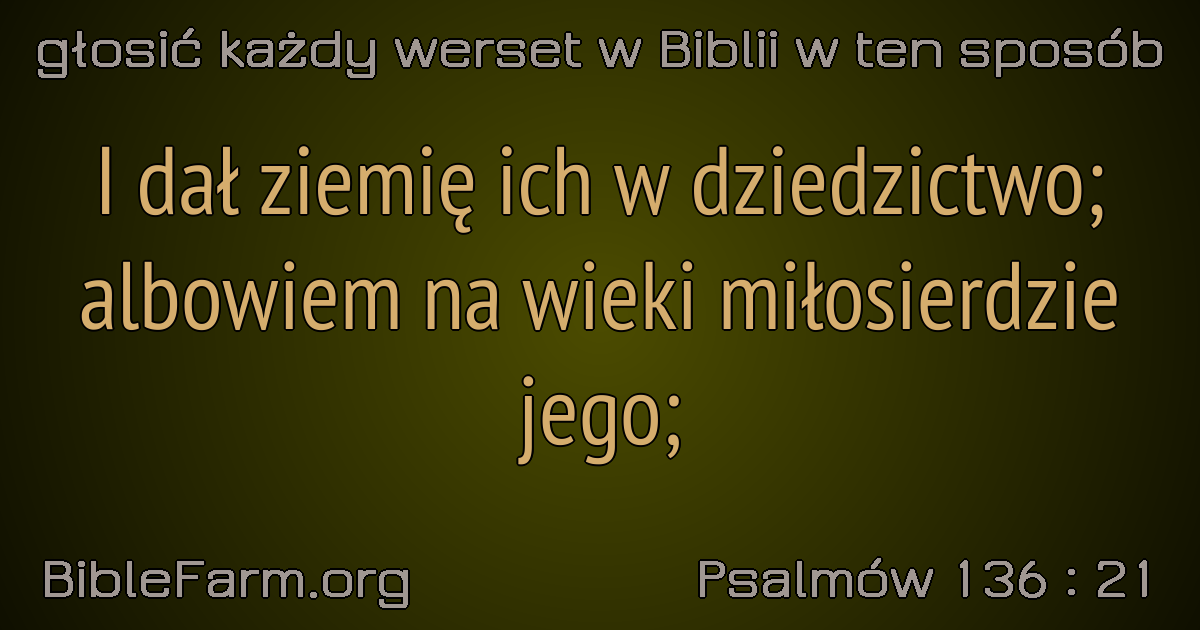 głosić każdy werset w Biblii w ten sposób
I dał ziemię ich w dziedzictwo;
albowiem na wieki miłosierdzie
jego;
BibleFarm.org
Psalmów 136 : 21